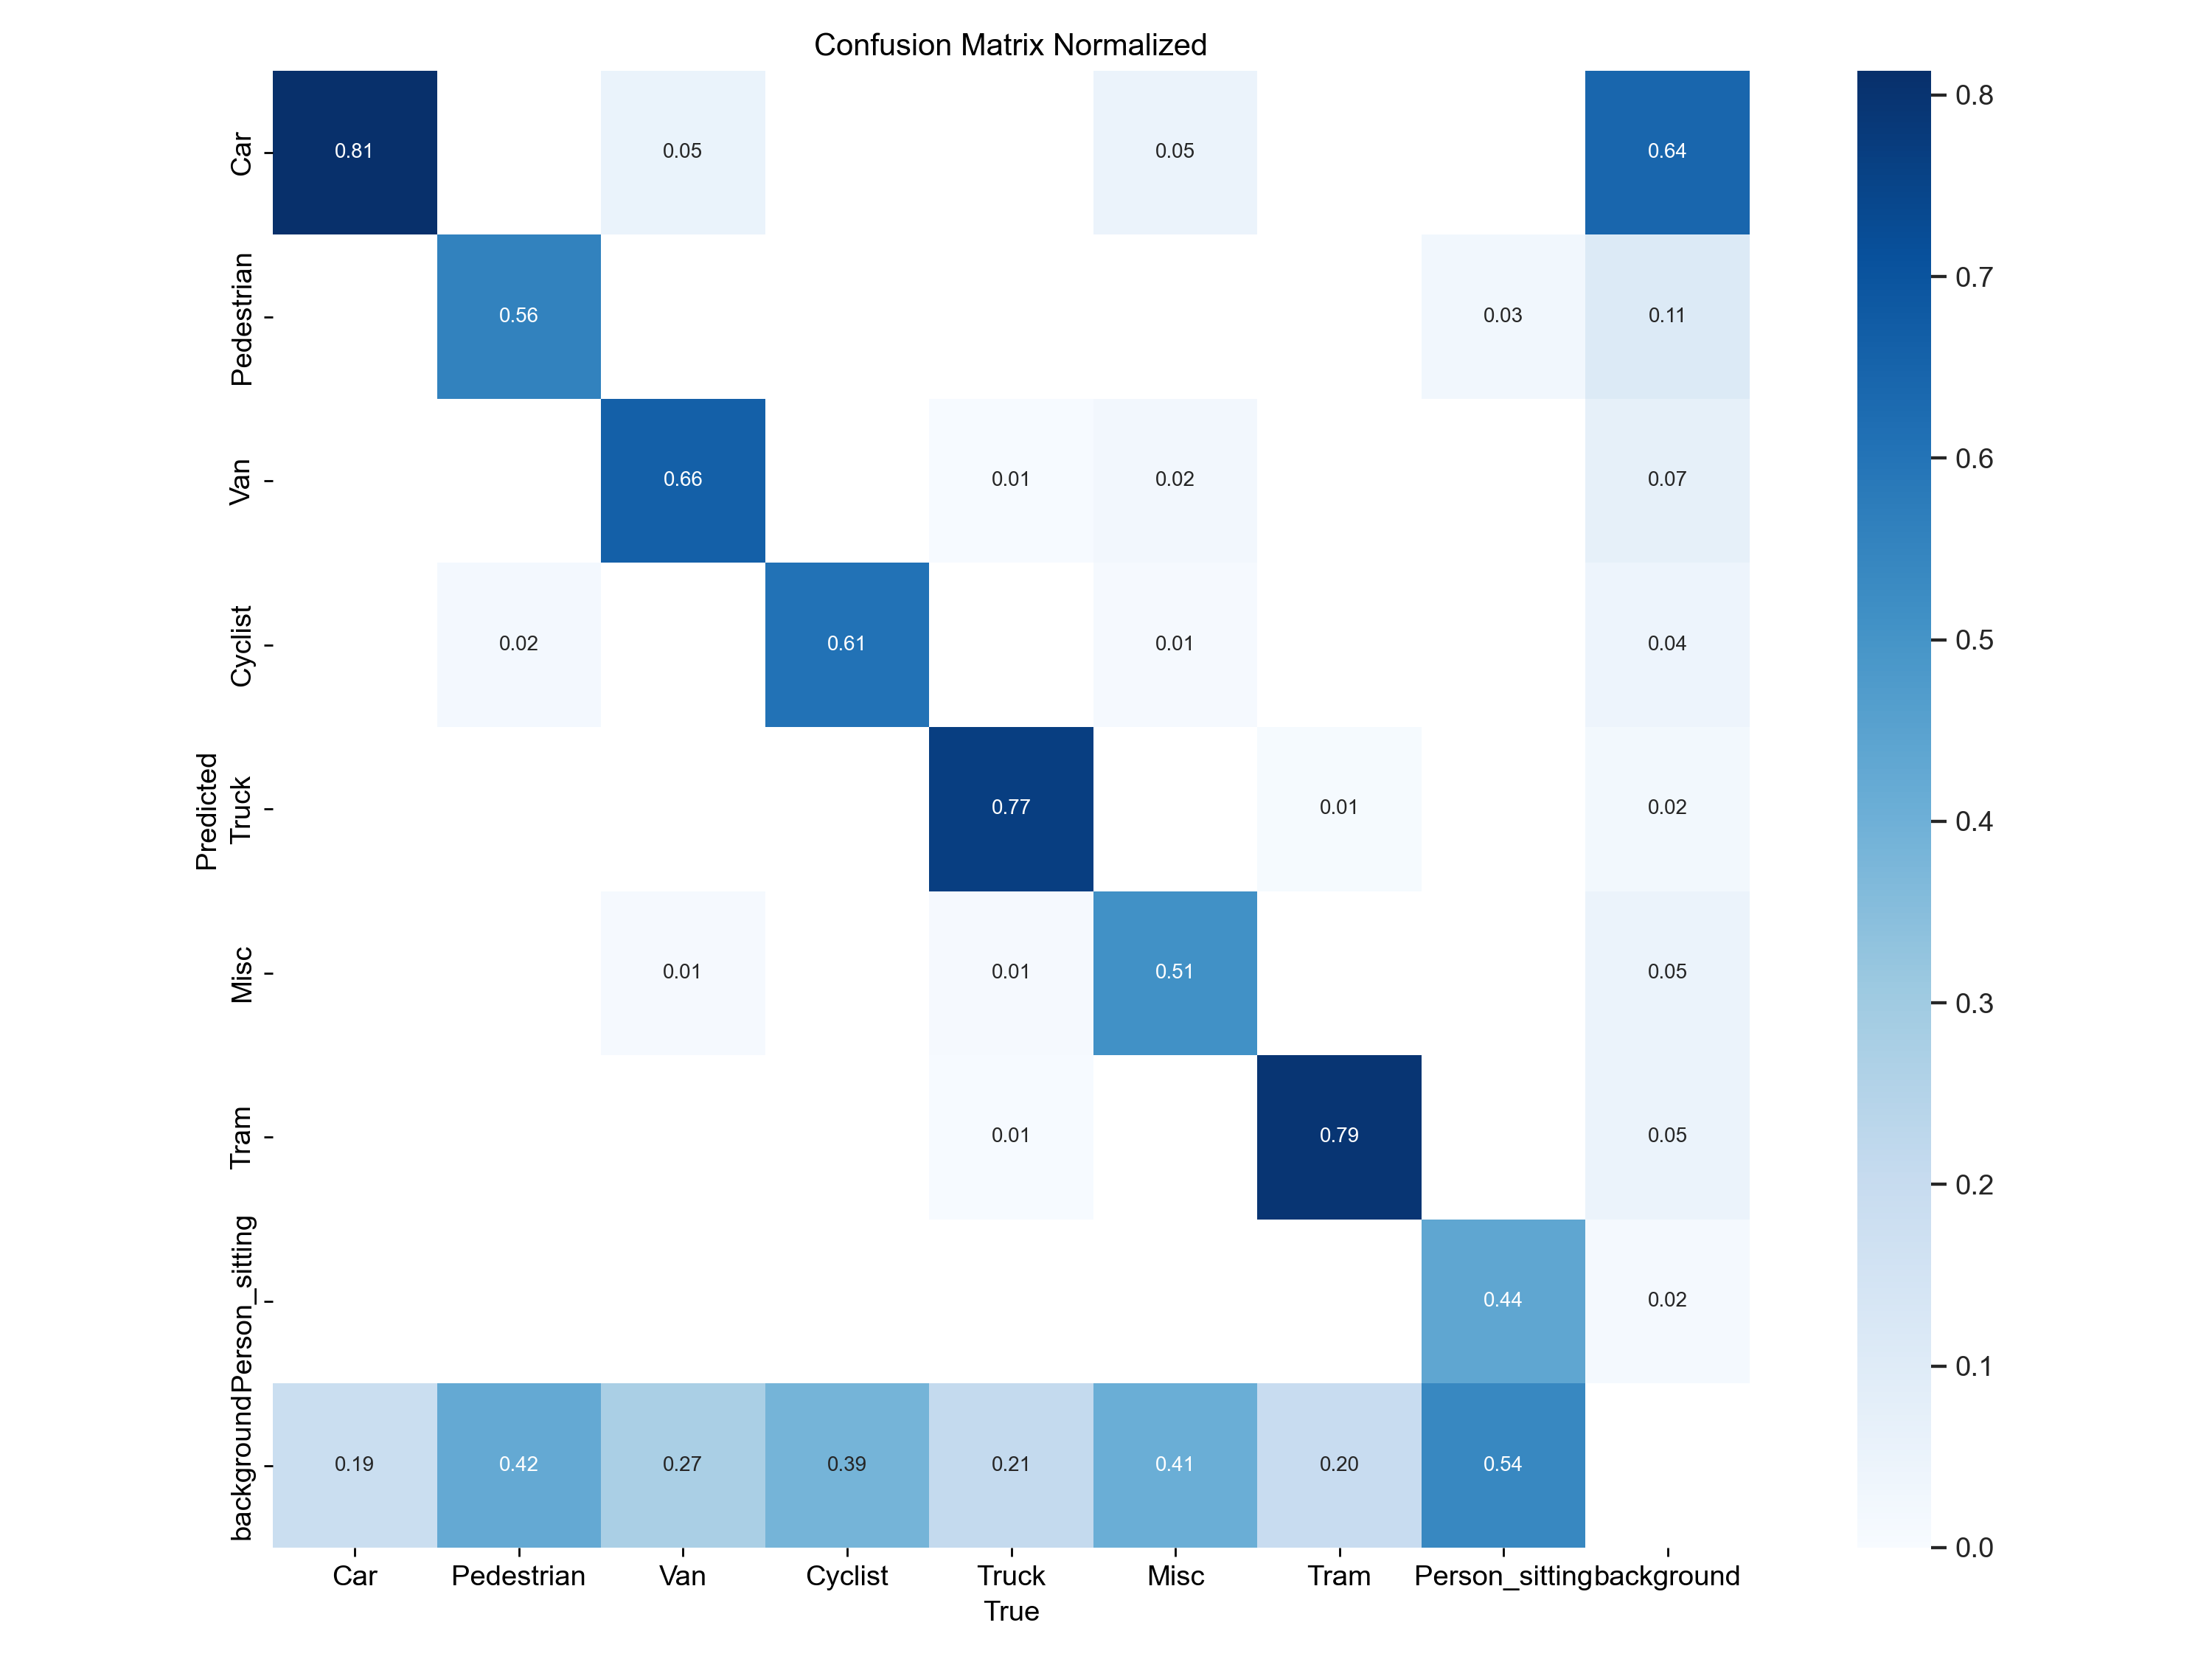 Confusion Matrix Normalized
Car 0.81 0.05 0.05 0.64
Pedestrian 0.56 0.03 0.11
Van 0.66 0.01 0.02 0.07
Cyclist 0.02 0.61 0.01 0.04
Predicted
Truck 0.77 0.01 0.02
Misc 0.01 0.01 0.51 0.05
Tram 0.01 0.79 0.05
Person_sitting 0.44 0.02
background 0.19 0.42 0.27 0.39 0.21 0.41 0.20 0.54
Car Pedestrian Van Cyclist Truck Misc Tram Person_sitting background
True
0.8
0.7
0.6
0.5
0.4
0.3
0.2
0.1
0.0